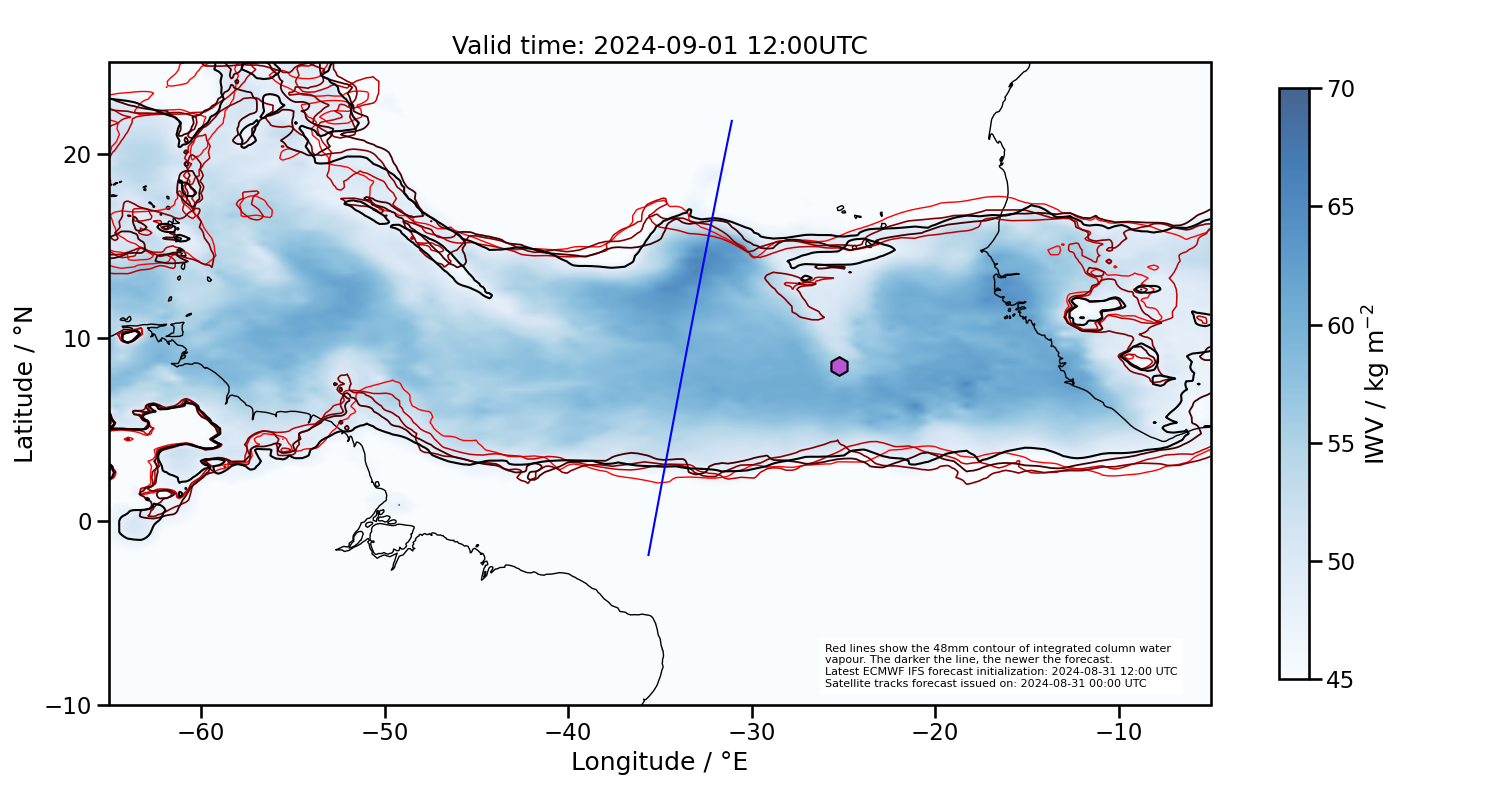 Valid time: 2024-09-01 12:00UTC
Latitude / °N
20
10
0
−10
−60
−50
−40
−30
−20
−10
Longitude / °E
Red lines show the 48mm contour of integrated column water
vapour. The darker the line, the newer the forecast.
Latest ECMWF IFS forecast initialization: 2024-08-31 12:00 UTC
Satellite tracks forecast issued on: 2024-08-31 00:00 UTC
70
65
60
55
50
45
IWV / kg m⁻²